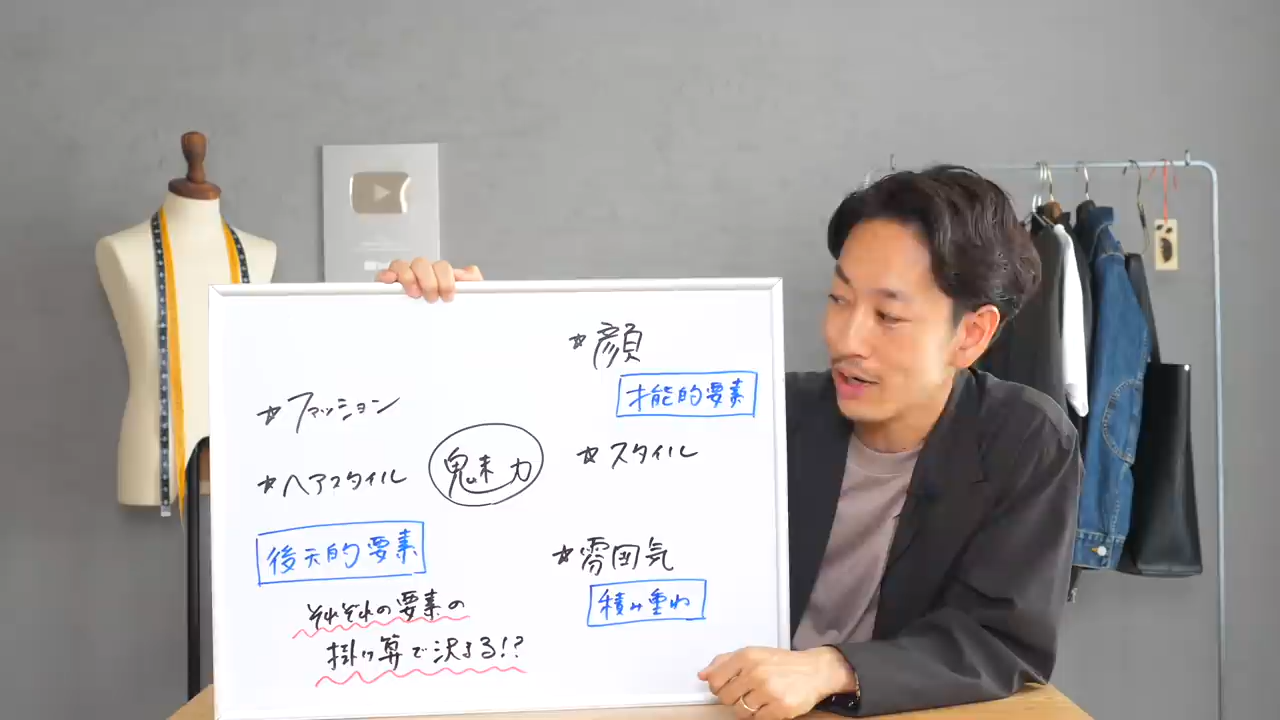 ☆顔
才能的要素
☆ファッション
魅力
☆スタイル
☆ヘアスタイル
後天的要素
☆雰囲気
積み重ね
それぞれの要素の
掛け算で決まる!?